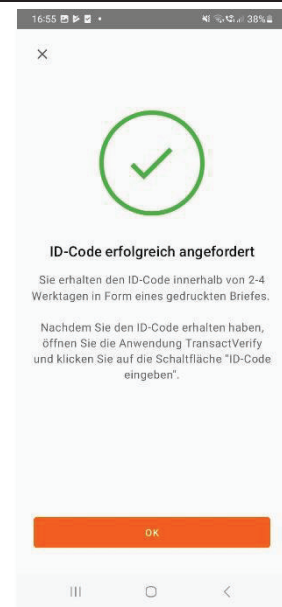 16:55
38%
ID-Code erfolgreich angefordert
Sie erhalten den ID-Code innerhalb von 2-4
Werktagen in Form eines gedruckten Briefes.
Nachdem Sie den ID-Code erhalten haben,
öffnen Sie die Anwendung TransactVerify
und klicken Sie auf die Schaltfläche "ID-Code
eingeben".
OK